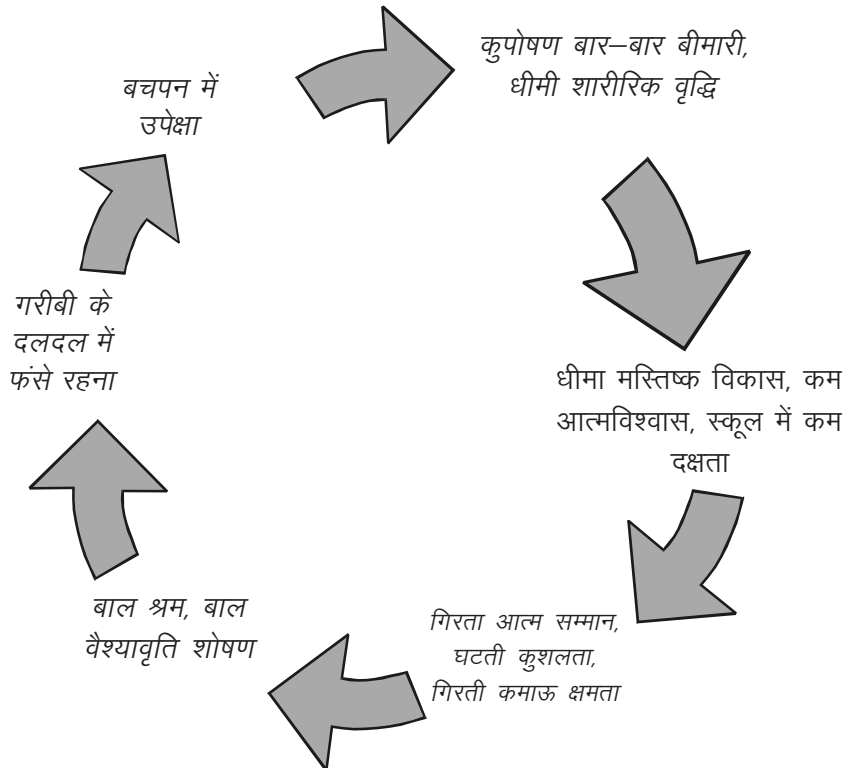 बचपन में
उपेक्षा
कुपोषण बार–बार बीमारी,
धीमी शारीरिक वृद्धि
धीमा मस्तिष्क विकास, कम
आत्मविश्वास, स्कूल में कम
दक्षता
गिरता आत्म सम्मान,
घटती कुशलता,
गिरती कमाऊ क्षमता
बाल श्रम, बाल
वैश्यावृति शोषण
गरीबी के
दलदल में
फंसे रहना